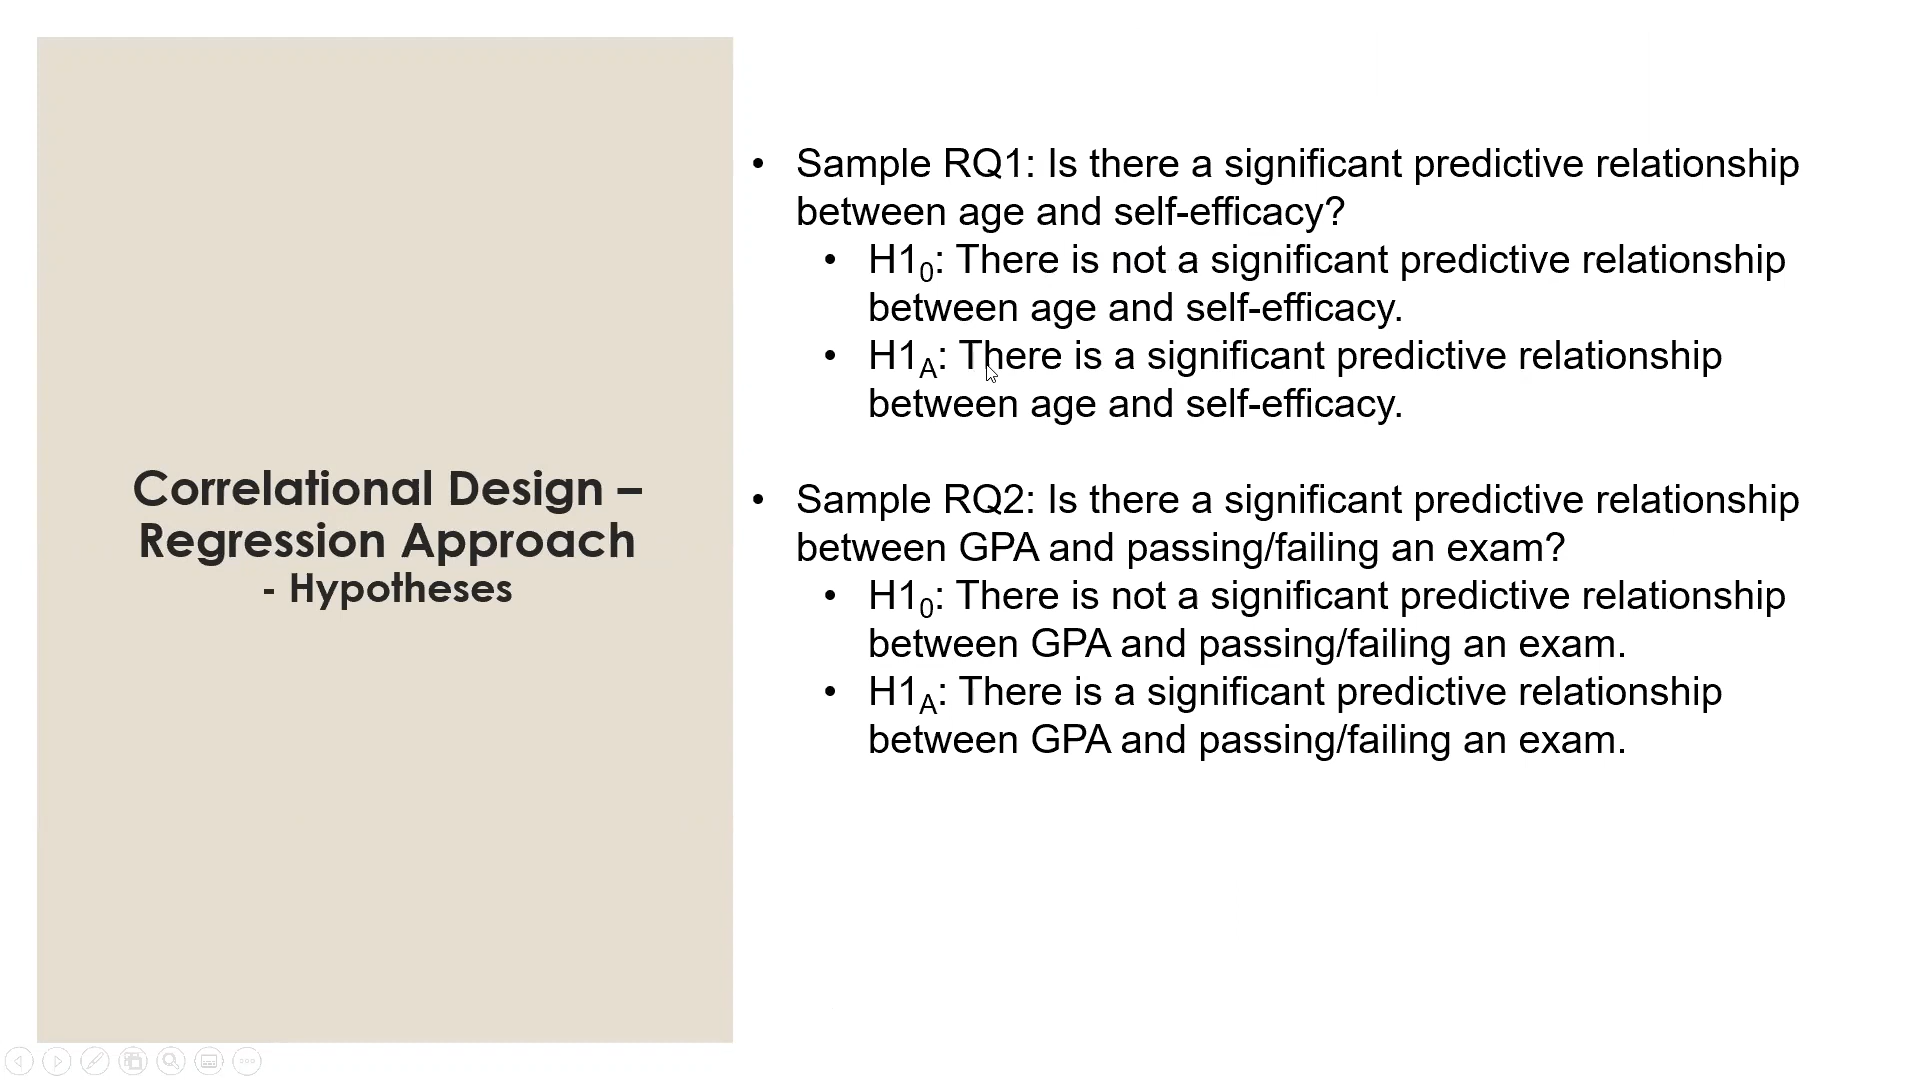 Correlational Design –
Regression Approach
- Hypotheses
• Sample RQ1: Is there a significant predictive relationship
between age and self-efficacy?
• H1₀: There is not a significant predictive relationship
between age and self-efficacy.
• H1ₐ: There is a significant predictive relationship
between age and self-efficacy.
• Sample RQ2: Is there a significant predictive relationship
between GPA and passing/failing an exam?
• H1₀: There is not a significant predictive relationship
between GPA and passing/failing an exam.
• H1ₐ: There is a significant predictive relationship
between GPA and passing/failing an exam.